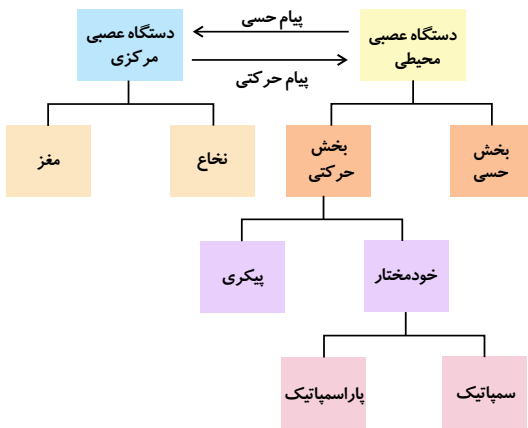 پیام حسی
دستگاه عصبی
محیطی
دستگاه عصبی
مرکزی
پیام حرکتی
بخش
حسی
بخش
حرکتی
نخاع
مغز
خودمختار
پیکری
سمپاتیک
پاراسمپاتیک